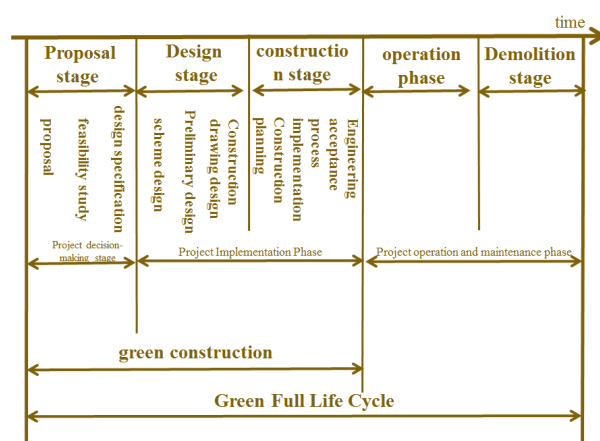 time
Proposal
stage
Design
stage
constructio
n stage
operation
phase
Demolition
stage
proposal
feasibility study
design specification
scheme design
Preliminary design
Construction
drawing design
Construction
planning
implementation
process
Engineering
acceptance
Project decision-
making stage
Project Implementation Phase
Project operation and maintenance phase
green construction
Green Full Life Cycle